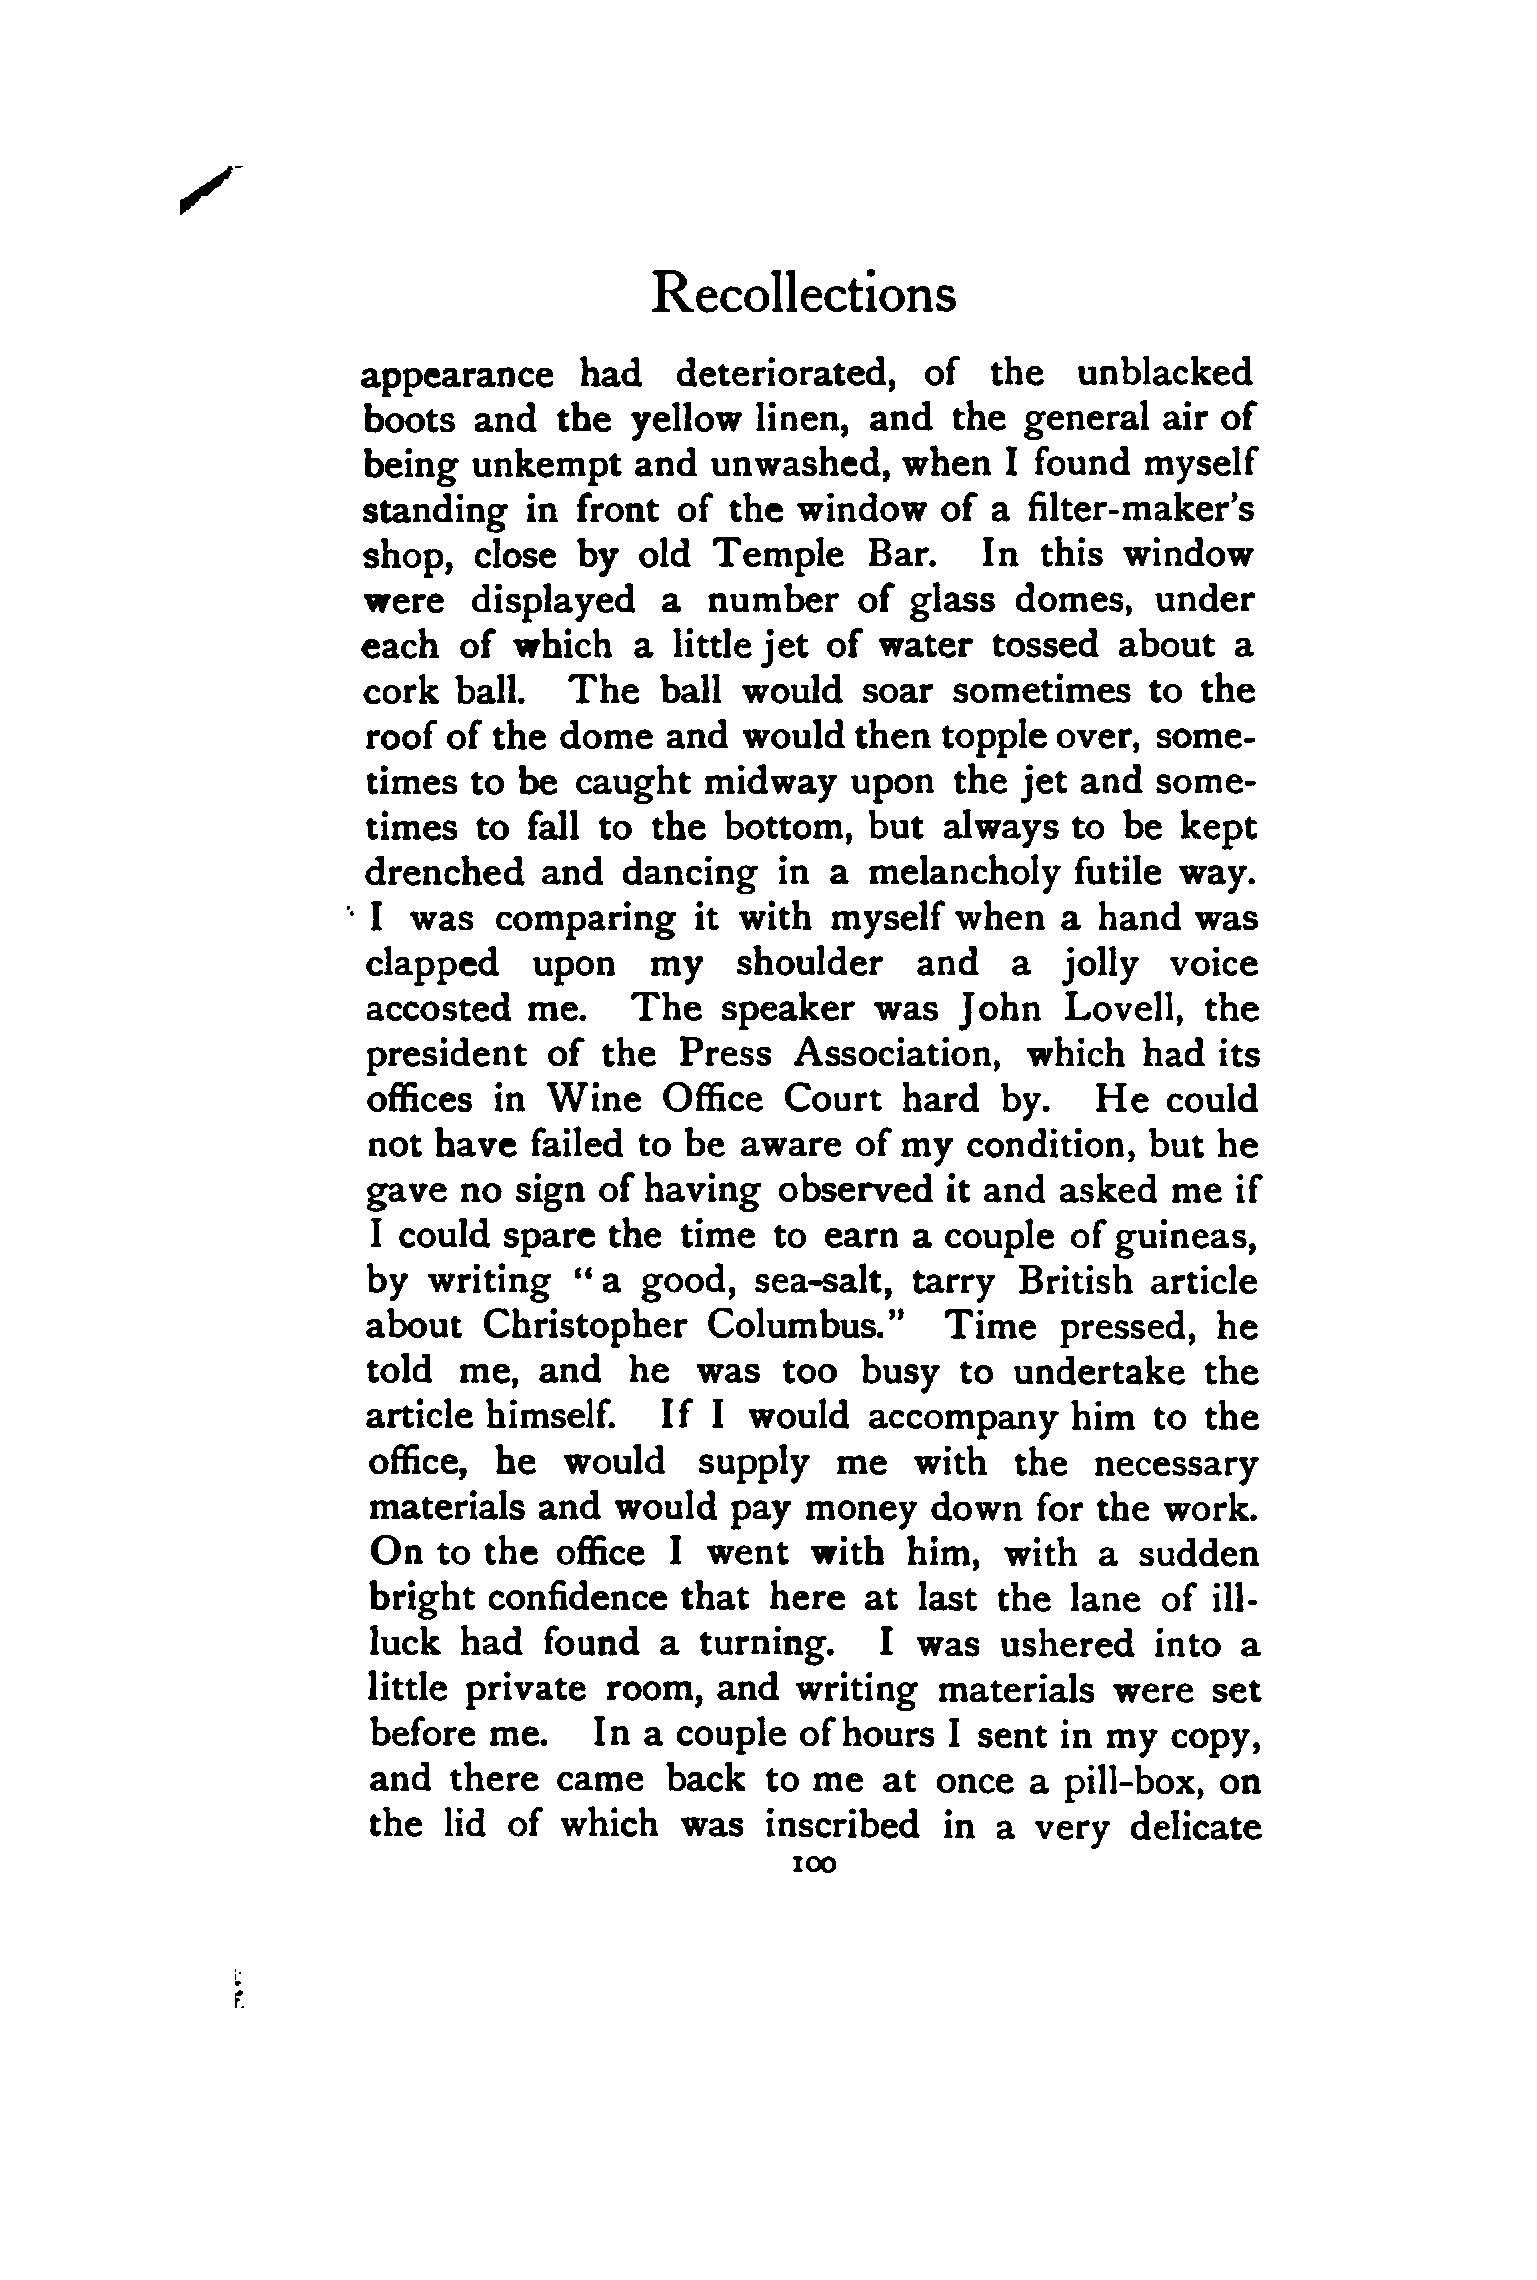 Recollections
appearance had deteriorated, of the unblacked
boots and the yellow linen, and the general air of
being unkempt and unwashed, when I found myself
standing in front of the window of a filter-maker's
shop, close by old Temple Bar. In this window
were displayed a number of glass domes, under
each of which a little jet of water tossed about a
cork ball. The ball would soar sometimes to the
roof of the dome and would then topple over, some-
times to be caught midway upon the jet and some-
times to fall to the bottom, but always to be kept
drenched and dancing in a melancholy futile way.
I was comparing it with myself when a hand was
clapped upon my shoulder and a jolly voice
accosted me. The speaker was John Lovell, the
president of the Press Association, which had its
offices in Wine Office Court hard by. He could
not have failed to be aware of my condition, but he
gave no sign of having observed it and asked me if
I could spare the time to earn a couple of guineas,
by writing "a good, sea-salt, tarry British article
about Christopher Columbus." Time pressed, he
told me, and he was too busy to undertake the
article himself. If I would accompany him to the
office, he would supply me with the necessary
materials and would pay money down for the work.
On to the office I went with him, with a sudden
bright confidence that here at last the lane of ill-
luck had found a turning. I was ushered into a
little private room, and writing materials were set
before me. In a couple of hours I sent in my copy,
and there came back to me at once a pill-box, on
the lid of which was inscribed in a very delicate
100